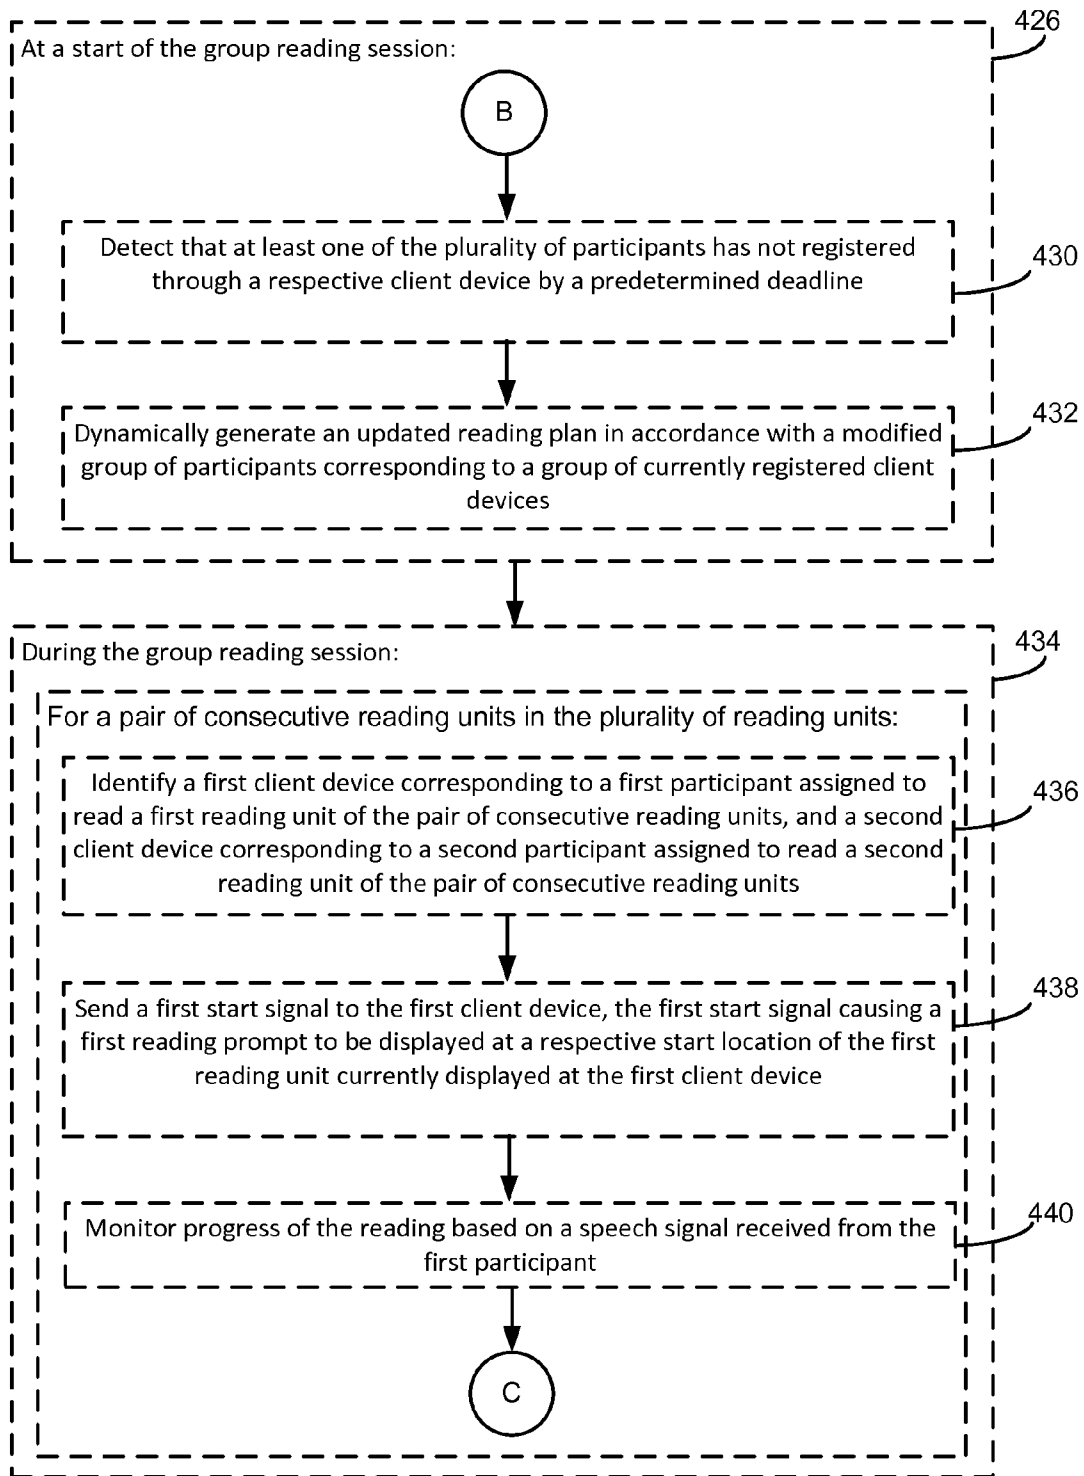 426
At a start of the group reading session:
B
Detect that at least one of the plurality of participants has not registered
through a respective client device by a predetermined deadline
430
Dynamically generate an updated reading plan in accordance with a modified
group of participants corresponding to a group of currently registered client
devices
432
434
During the group reading session:
For a pair of consecutive reading units in the plurality of reading units:
Identify a first client device corresponding to a first participant assigned to
read a first reading unit of the pair of consecutive reading units, and a second
client device corresponding to a second participant assigned to read a second
reading unit of the pair of consecutive reading units
436
Send a first start signal to the first client device, the first start signal causing a
first reading prompt to be displayed at a respective start location of the first
reading unit currently displayed at the first client device
438
Monitor progress of the reading based on a speech signal received from the
first participant
440
C